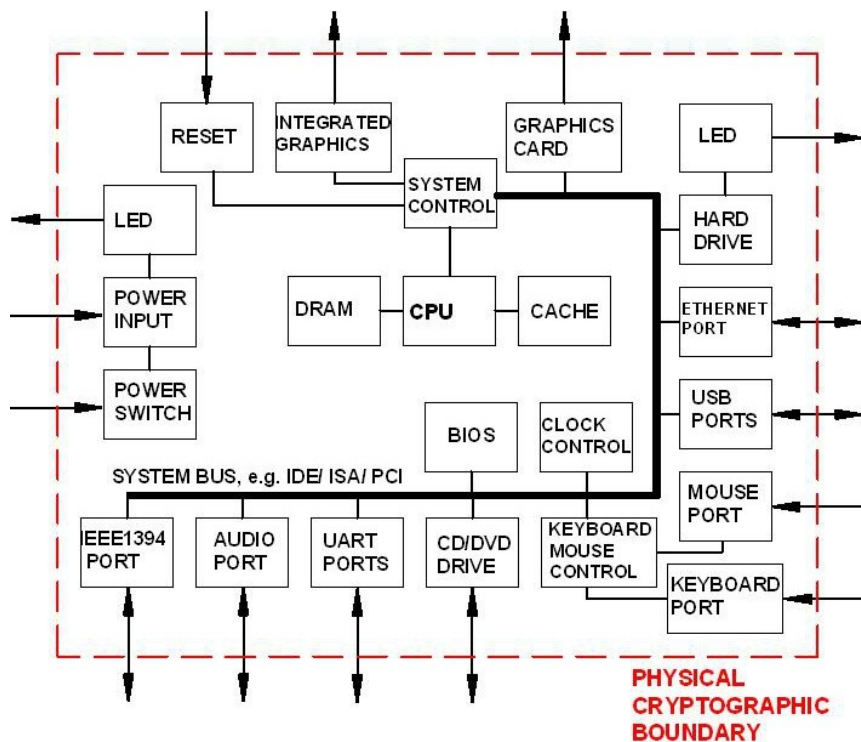 RESET
INTEGRATED
GRAPHICS
GRAPHICS
CARD
LED
SYSTEM
CONTROL
LED
HARD
DRIVE
POWER
INPUT
DRAM
CPU
CACHE
ETHERNET
PORT
POWER
SWITCH
USB
PORTS
BIOS
CLOCK
CONTROL
SYSTEM BUS, e.g. IDE/ ISA/ PCI
MOUSE
PORT
IEEE1394
PORT
AUDIO
PORT
UART
PORTS
CD/DVD
DRIVE
KEYBOARD
MOUSE
CONTROL
KEYBOARD
PORT
PHYSICAL
CRYPTOGRAPHIC
BOUNDARY